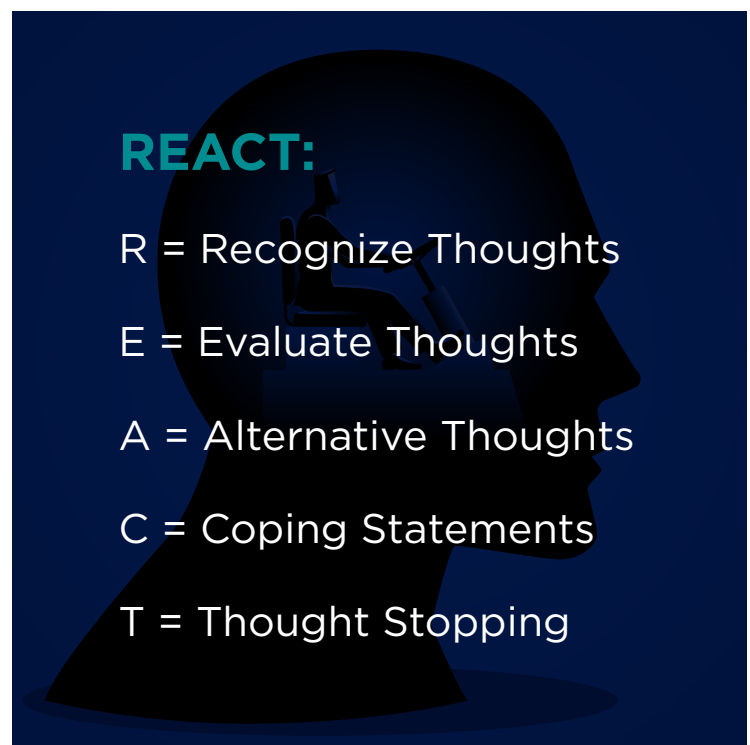 REACT:
R = Recognize Thoughts
E = Evaluate Thoughts
A = Alternative Thoughts
C = Coping Statements
T = Thought Stopping